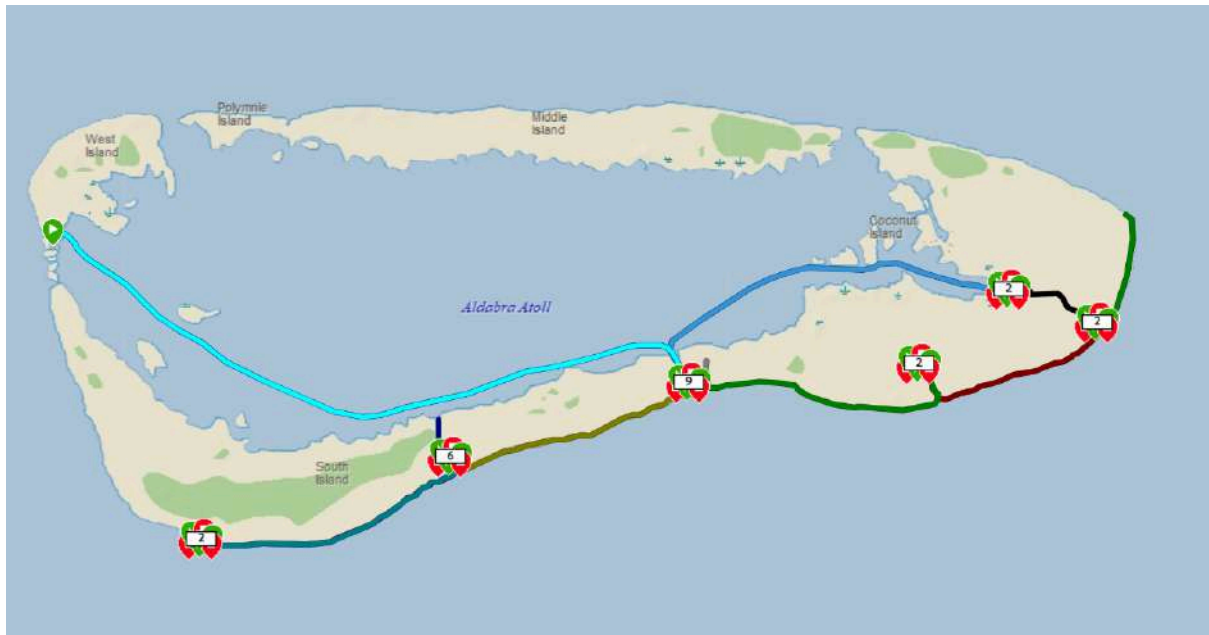 Polymnie
Island
Middle
Island
West
Island
Coconut
Island
2
Aldabra Atoll
2
2
9
6
South
Island
2